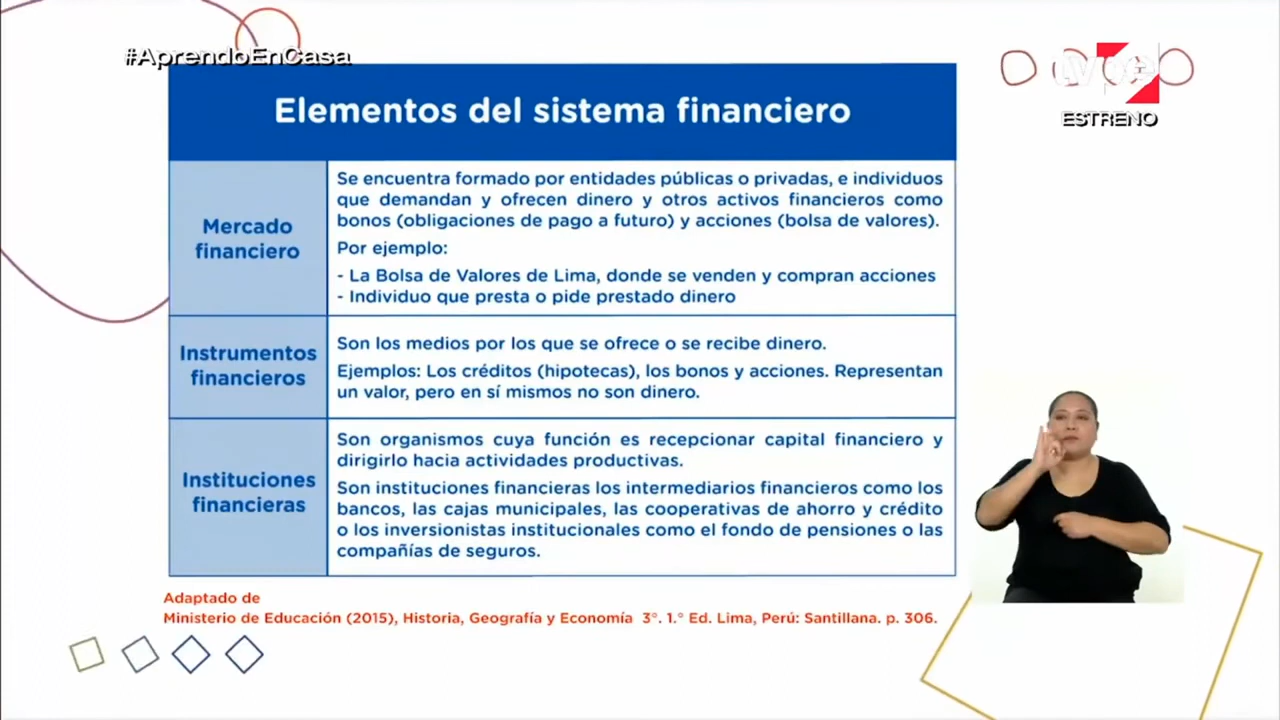 #AprendoEnCasa
tvpe
ESTRENO
Elementos del sistema financiero
Mercado
financiero
Se encuentra formado por entidades públicas o privadas, e individuos
que demandan y ofrecen dinero y otros activos financieros como
bonos (obligaciones de pago a futuro) y acciones (bolsa de valores).
Por ejemplo:
- La Bolsa de Valores de Lima, donde se venden y compran acciones
- Individuo que presta o pide prestado dinero
Instrumentos
financieros
Son los medios por los que se ofrece o se recibe dinero.
Ejemplos: Los créditos (hipotecas), los bonos y acciones. Representan
un valor, pero en sí mismos no son dinero.
Instituciones
financieras
Son organismos cuya función es recepcionar capital financiero y
dirigirlo hacia actividades productivas.
Son instituciones financieras los intermediarios financieros como los
bancos, las cajas municipales, las cooperativas de ahorro y crédito
o los inversionistas institucionales como el fondo de pensiones o las
compañías de seguros.
Adaptado de
Ministerio de Educación (2015), Historia, Geografía y Economía 3°. 1.° Ed. Lima, Perú: Santillana. p. 306.